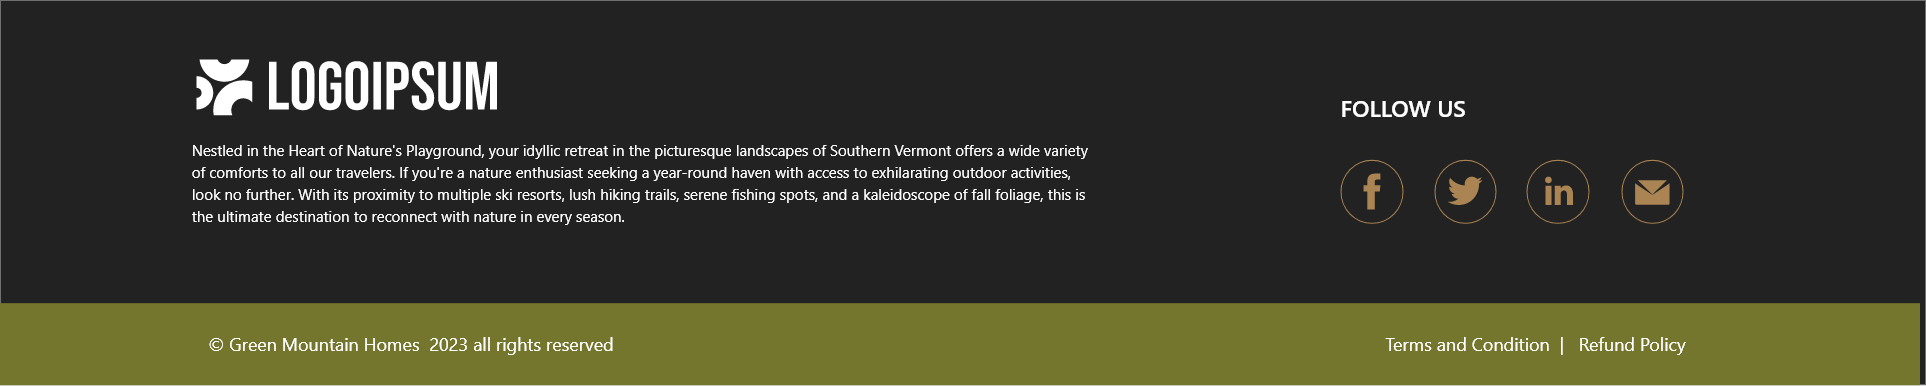 LOGOIPSUM
Nestled in the Heart of Nature's Playground, your idyllic retreat in the picturesque landscapes of Southern Vermont offers a wide variety
of comforts to all our travelers. If you're a nature enthusiast seeking a year-round haven with access to exhilarating outdoor activities,
look no further. With its proximity to multiple ski resorts, lush hiking trails, serene fishing spots, and a kaleidoscope of fall foliage, this is
the ultimate destination to reconnect with nature in every season.
FOLLOW US
© Green Mountain Homes 2023 all rights reserved
Terms and Condition | Refund Policy